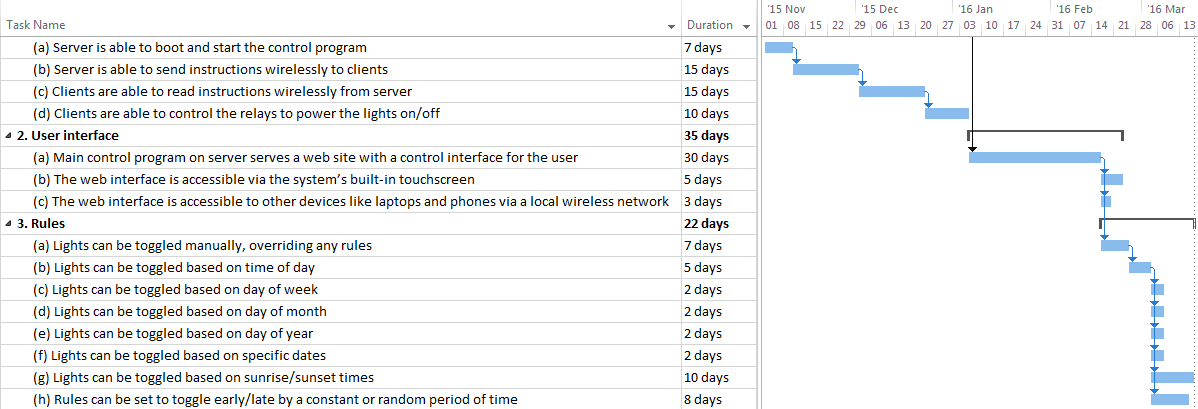 '15 Nov '15 Dec '16 Jan '16 Feb '16 Mar
Task Name Duration 01 08 15 22 29 06 13 20 27 03 10 17 24 31 07 14 21 28 06 13
(a) Server is able to boot and start the control program 7 days
(b) Server is able to send instructions wirelessly to clients 15 days
(c) Clients are able to read instructions wirelessly from server 15 days
(d) Clients are able to control the relays to power the lights on/off 10 days
2. User interface 35 days
(a) Main control program on server serves a web site with a control interface for the user 30 days
(b) The web interface is accessible via the system's built-in touchscreen 5 days
(c) The web interface is accessible to other devices like laptops and phones via a local wireless network 3 days
3. Rules 22 days
(a) Lights can be toggled manually, overriding any rules 7 days
(b) Lights can be toggled based on time of day 5 days
(c) Lights can be toggled based on day of week 2 days
(d) Lights can be toggled based on day of month 2 days
(e) Lights can be toggled based on day of year 2 days
(f) Lights can be toggled based on specific dates 2 days
(g) Lights can be toggled based on sunrise/sunset times 10 days
(h) Rules can be set to toggle early/late by a constant or random period of time 8 days